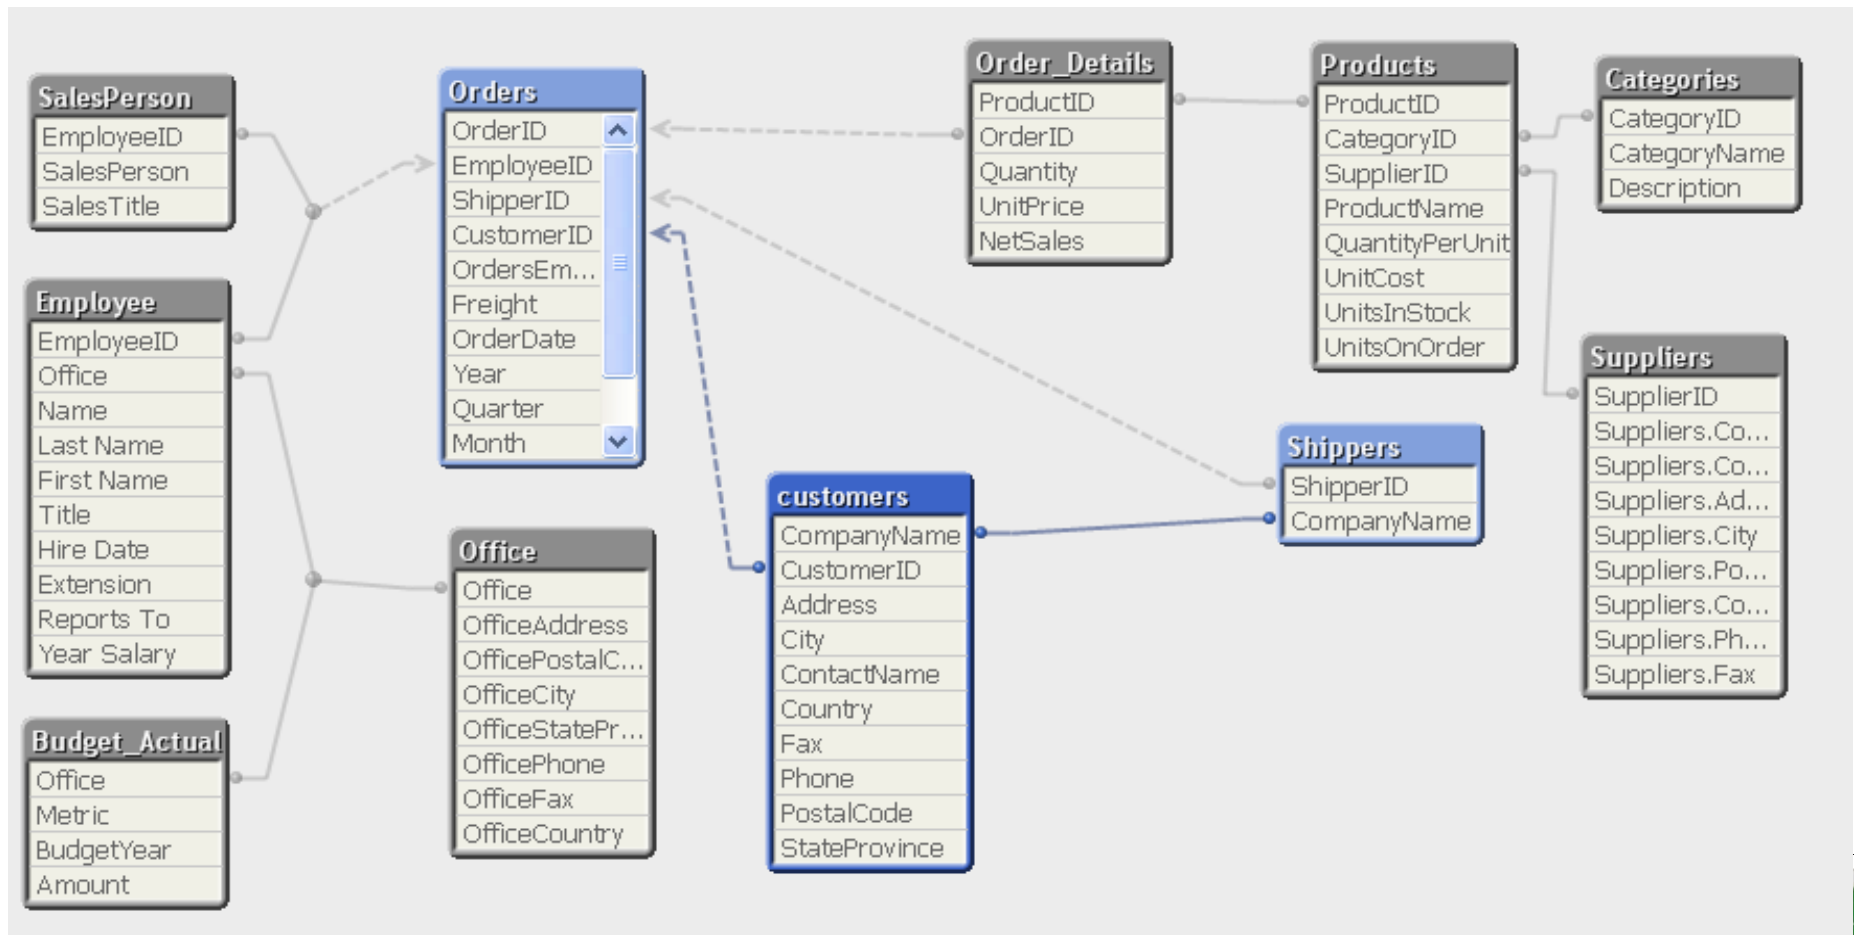 SalesPerson
EmployeeID
SalesPerson
SalesTitle
Employee
EmployeeID
Office
Name
Last Name
First Name
Title
Hire Date
Extension
Reports To
Year Salary
Budget_Actual
Office
Metric
BudgetYear
Amount
Orders
OrderID
EmployeeID
ShipperID
CustomerID
OrdersEm...
Freight
OrderDate
Year
Quarter
Month
Office
Office
OfficeAddress
OfficePostalC...
OfficeCity
OfficeStatePr...
OfficePhone
OfficeFax
OfficeCountry
customers
CompanyName
CustomerID
Address
City
ContactName
Country
Fax
Phone
PostalCode
StateProvince
Order_Details
ProductID
OrderID
Quantity
UnitPrice
NetSales
Products
ProductID
CategoryID
SupplierID
ProductName
QuantityPerUnit
UnitCost
UnitsInStock
UnitsOnOrder
Shippers
ShipperID
CompanyName
Categories
CategoryID
CategoryName
Description
Suppliers
SupplierID
Suppliers.Co...
Suppliers.Co...
Suppliers.Ad...
Suppliers.City
Suppliers.Po...
Suppliers.Co...
Suppliers.Ph...
Suppliers.Fax